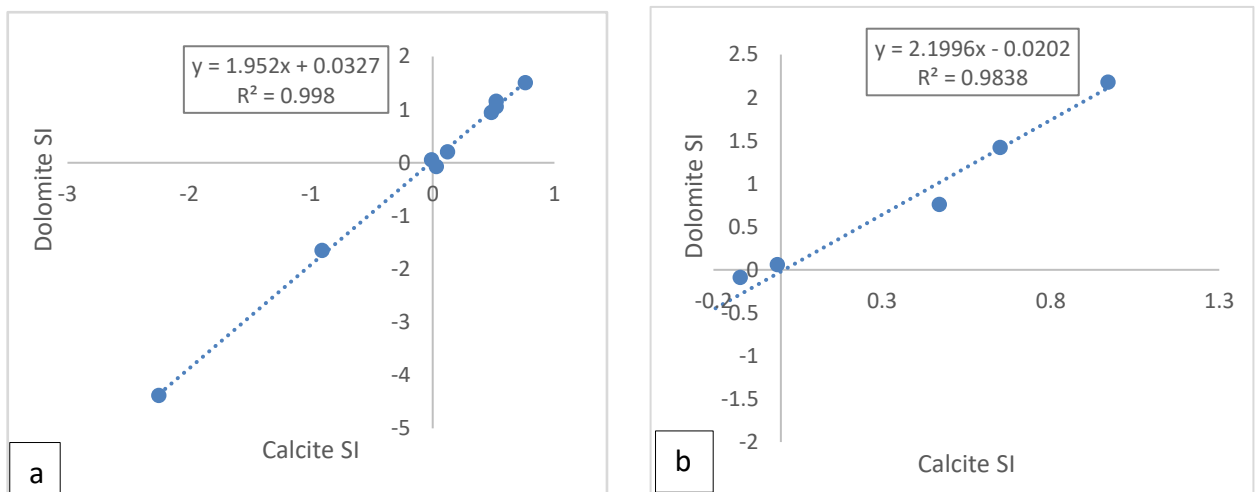 y = 1.952x + 0.0327
R² = 0.998
Dolomite SI
2
1
0
-1
-2
-3
-4
-5
-3
-2
-1
0
1
Calcite SI
a
y = 2.1996x - 0.0202
R² = 0.9838
Dolomite SI
2.5
2
1.5
1
0.5
0
-0.5
-1
-1.5
-2
-0.2
0.3
0.8
1.3
Calcite SI
b